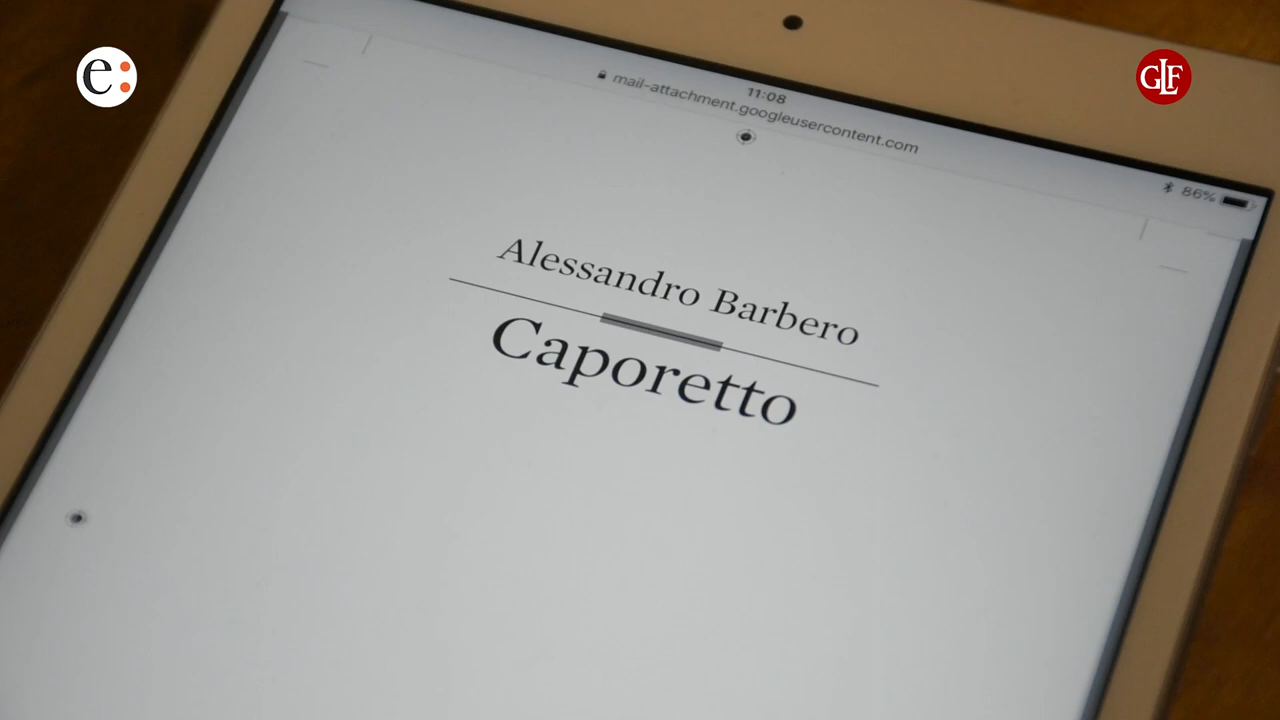 e:
GLF
11:08
mail-attachment.googleusercontent.com
86%
Alessandro Barbero
Caporetto